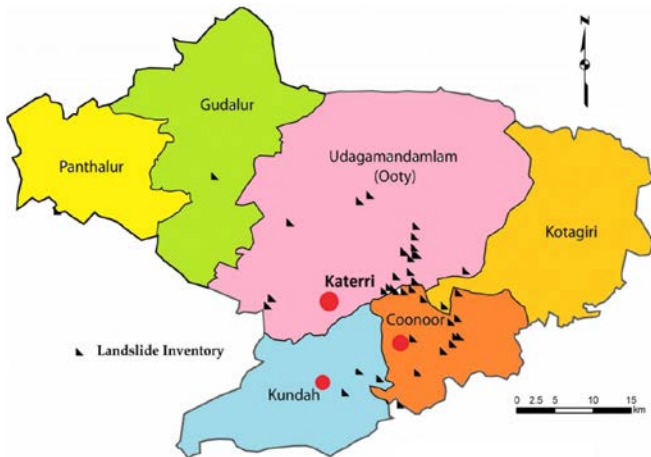 N
Gudalur
Panthalur
Udagamandamlam
(Ooty)
Kotagiri
Katerri
Coonoor
Landslide Inventory
Kundah
0 2.5 5 10 15
km